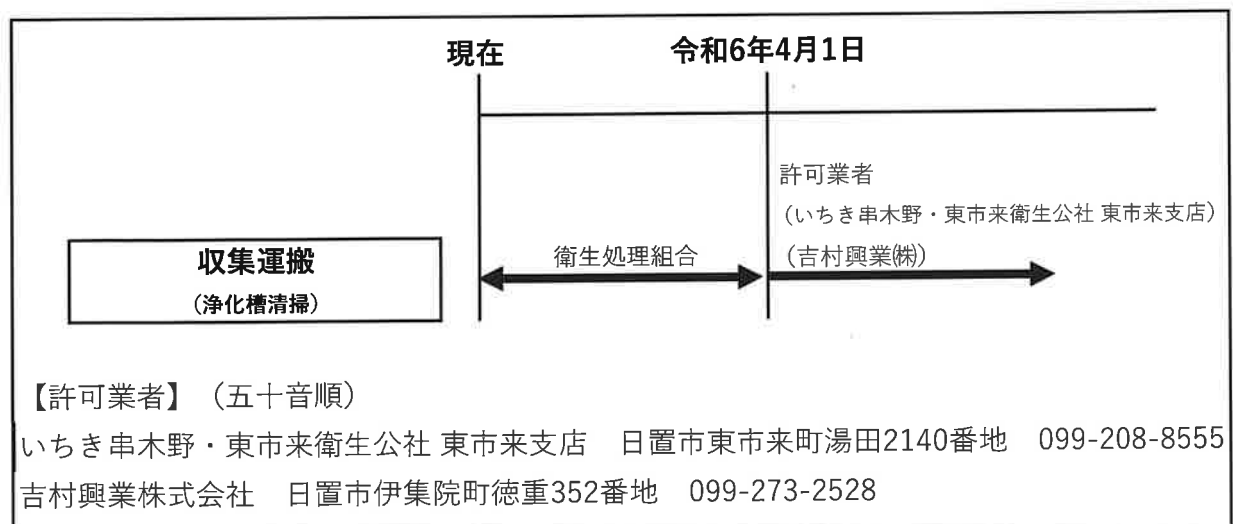 現在
令和6年4月1日
許可業者
(いちき串木野・東市来衛生公社 東市来支店)
(吉村興業㈱)
衛生処理組合
収集運搬
(浄化槽清掃)
【許可業者】（五十音順）
いちき串木野・東市来衛生公社 東市来支店　日置市東市来町湯田2140番地　099-208-8555
吉村興業株式会社　日置市伊集院町徳重352番地　099-273-2528